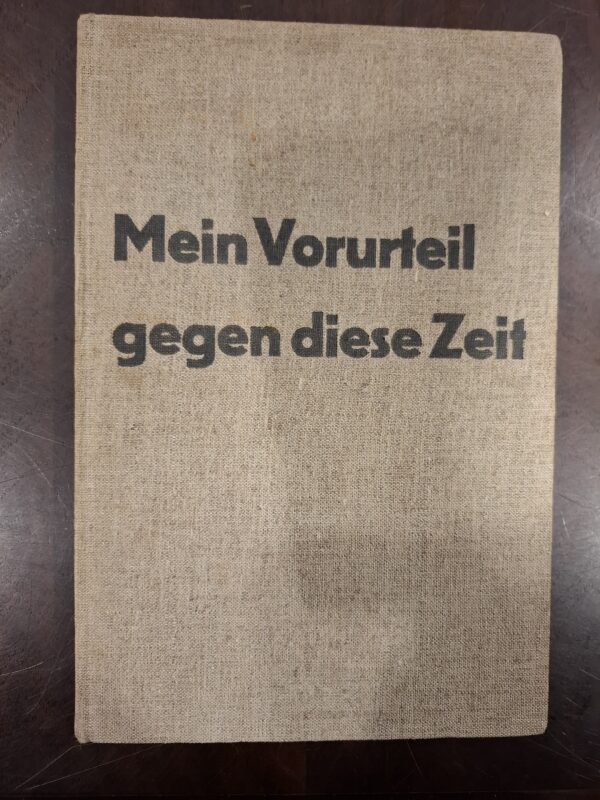 Mein Vorurteil
gegen diese Zeit